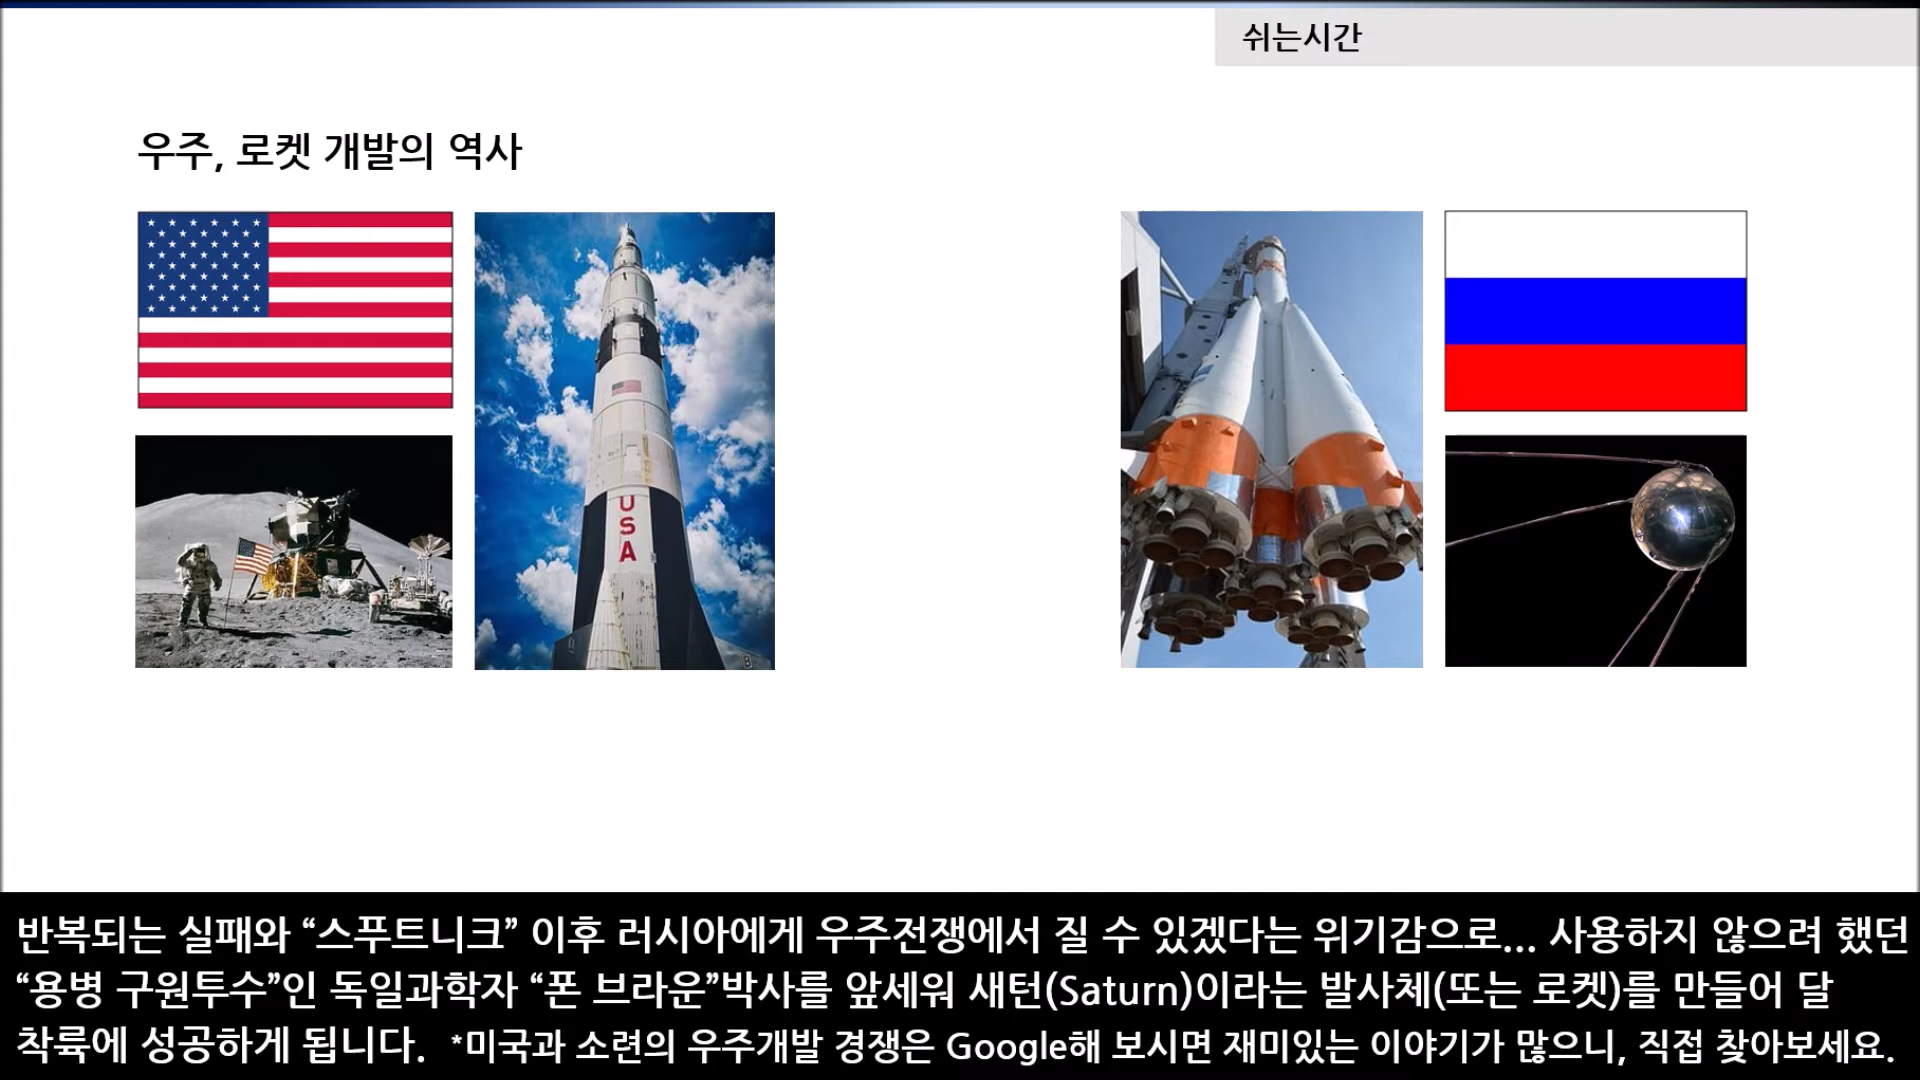 쉬는시간
우주, 로켓 개발의 역사
USA
반복되는 실패와 “스푸트니크” 이후 러시아에게 우주전쟁에서 질 수 있겠다는 위기감으로... 사용하지 않으려 했던
“용병 구원투수”인 독일과학자 “폰 브라운”박사를 앞세워 새턴(Saturn)이라는 발사체(또는 로켓)를 만들어 달
착륙에 성공하게 됩니다. *미국과 소련의 우주개발 경쟁은 Google해 보시면 재미있는 이야기가 많으니, 직접 찾아보세요.